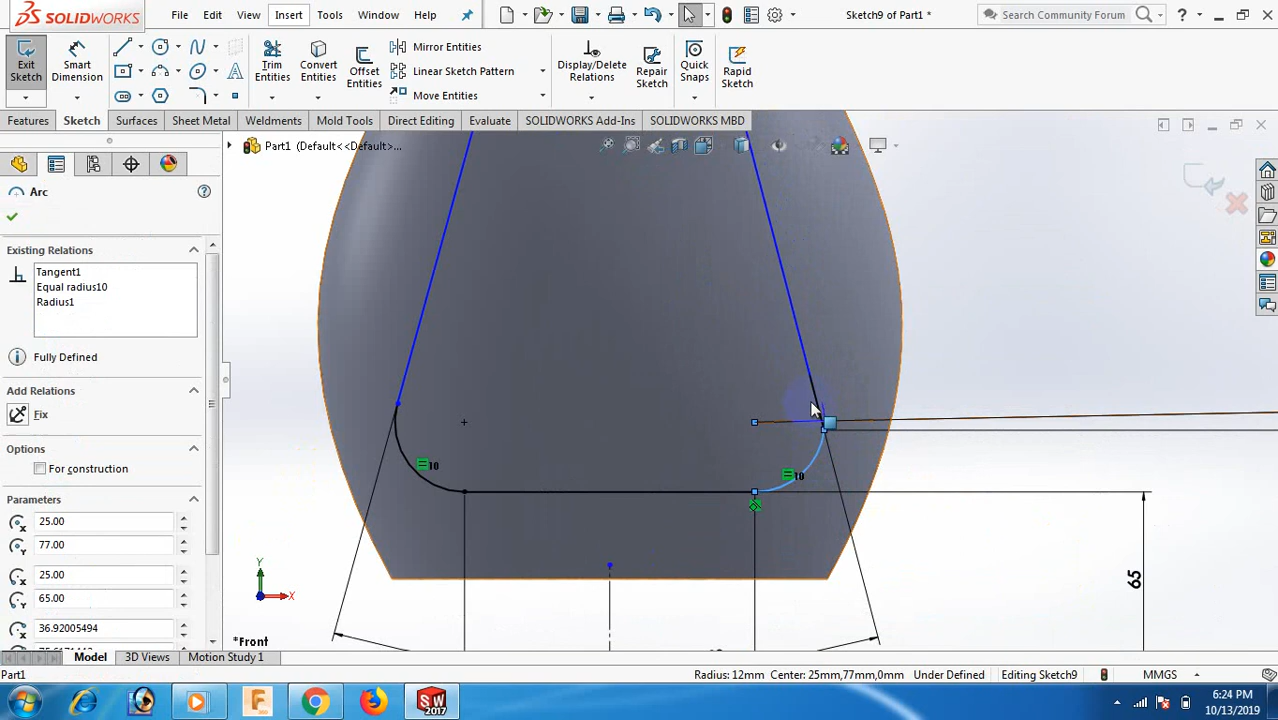 SOLIDWORKS
File Edit View Insert Tools Window Help
Sketch9 of Part1 *
Search Community Forum
Exit Sketch
Smart Dimension
Trim Entities
Convert Entities
Offset Entities
Mirror Entities
Linear Sketch Pattern
Move Entities
Display/Delete Relations
Repair Sketch
Quick Snaps
Rapid Sketch
Features Sketch Surfaces Sheet Metal Weldments Mold Tools Direct Editing Evaluate SOLIDWORKS Add-Ins SOLIDWORKS MBD
Part1 (Default<<Default>...
Arc
Existing Relations
Tangent1
Equal radius10
Radius1
Fully Defined
Add Relations
Fix
Options
For construction
Parameters
25.00
77.00
25.00
65.00
36.92005494
10
10
65
Y
X
*Front
Model 3D Views Motion Study 1
Part1
Radius: 12mm Center: 25mm,77mm,0mm Under Defined Editing Sketch9 MMGS
SW 2017
6:24 PM
10/13/2019